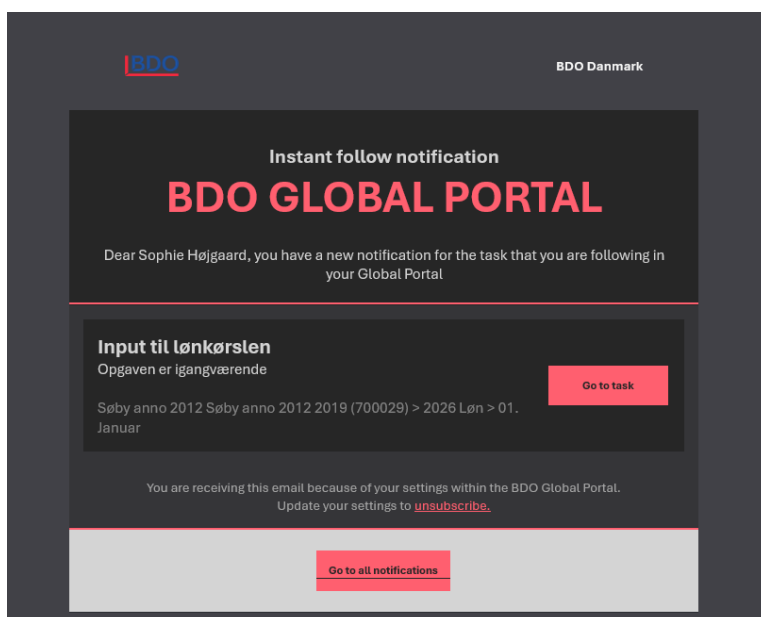 BDO
BDO Danmark
Instant follow notification
BDO GLOBAL PORTAL
Dear Sophie Højgaard, you have a new notification for the task that you are following in
your Global Portal
Input til lønkørslen
Opgaven er igangværende
Go to task
Søby anno 2012 Søby anno 2012 2019 (700029) > 2026 Løn > 01.
Januar
You are receiving this email because of your settings within the BDO Global Portal.
Update your settings to unsubscribe.
Go to all notifications